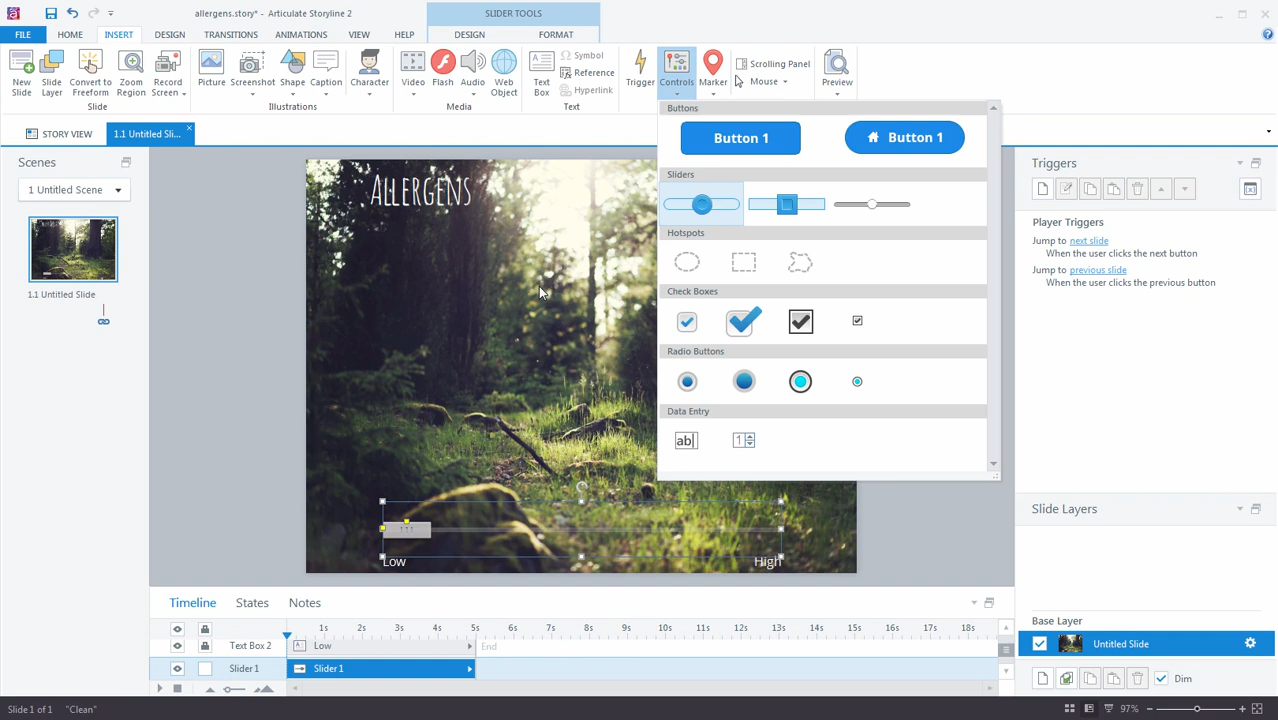 allergens.story* - Articulate Storyline 2
SLIDER TOOLS
FILE
HOME
INSERT
DESIGN
TRANSITIONS
ANIMATIONS
VIEW
HELP
DESIGN
FORMAT
New Slide
Slide Layer
Convert to Freeform
Zoom Region
Record Screen
Picture
Screenshot
Shape
Caption
Character
Video
Flash
Audio
Web Object
Text Box
Symbol
Reference
Hyperlink
Trigger
Controls
Marker
Scrolling Panel
Mouse
Preview
Slide
Illustrations
Media
Text
STORY VIEW
1.1 Untitled Sli...
Scenes
1 Untitled Scene
1.1 Untitled Slide
Allergens
Low
High
Buttons
Button 1
Button 1
Sliders
Hotspots
Check Boxes
Radio Buttons
Data Entry
ab
1
Triggers
Player Triggers
Jump to next slide
When the user clicks the next button
Jump to previous slide
When the user clicks the previous button
Slide Layers
Base Layer
Untitled Slide
Dim
Timeline
States
Notes
1s 2s 3s 4s 5s 6s 7s 8s 9s 10s 11s 12s 13s 14s 15s 16s 17s 18s
Text Box 2
Low
End
Slider 1
Slider 1
Slide 1 of 1
"Clean"
97%